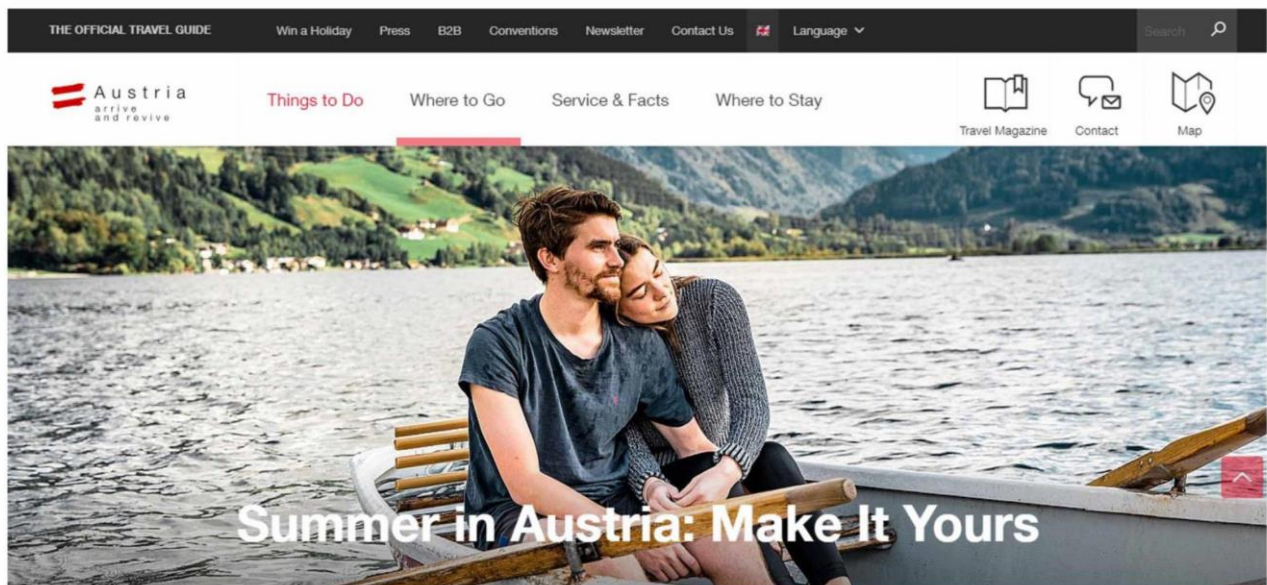 THE OFFICIAL TRAVEL GUIDE Win a Holiday Press B2B Conventions Newsletter Contact Us Language Search
Austria
arrive
and revive
Things to Do Where to Go Service & Facts Where to Stay
Travel Magazine Contact Map
Summer in Austria: Make It Yours